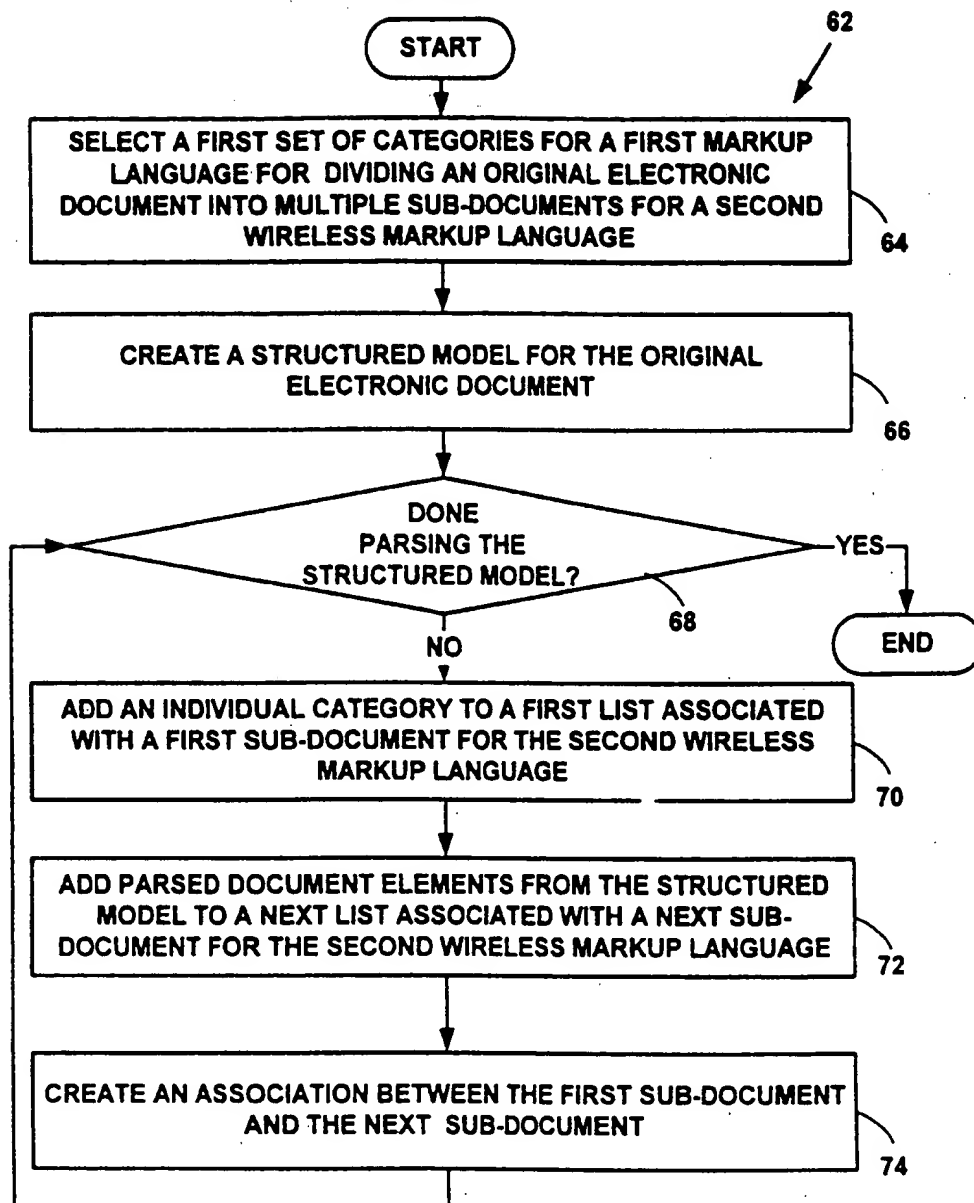 62
START
SELECT A FIRST SET OF CATEGORIES FOR A FIRST MARKUP
LANGUAGE FOR DIVIDING AN ORIGINAL ELECTRONIC
DOCUMENT INTO MULTIPLE SUB-DOCUMENTS FOR A SECOND
WIRELESS MARKUP LANGUAGE
64
CREATE A STRUCTURED MODEL FOR THE ORIGINAL
ELECTRONIC DOCUMENT
66
DONE
PARSING THE
STRUCTURED MODEL?
YES
68
END
NO
ADD AN INDIVIDUAL CATEGORY TO A FIRST LIST ASSOCIATED
WITH A FIRST SUB-DOCUMENT FOR THE SECOND WIRELESS
MARKUP LANGUAGE
70
ADD PARSED DOCUMENT ELEMENTS FROM THE STRUCTURED
MODEL TO A NEXT LIST ASSOCIATED WITH A NEXT SUB-
DOCUMENT FOR THE SECOND WIRELESS MARKUP LANGUAGE
72
CREATE AN ASSOCIATION BETWEEN THE FIRST SUB-DOCUMENT
AND THE NEXT SUB-DOCUMENT
74